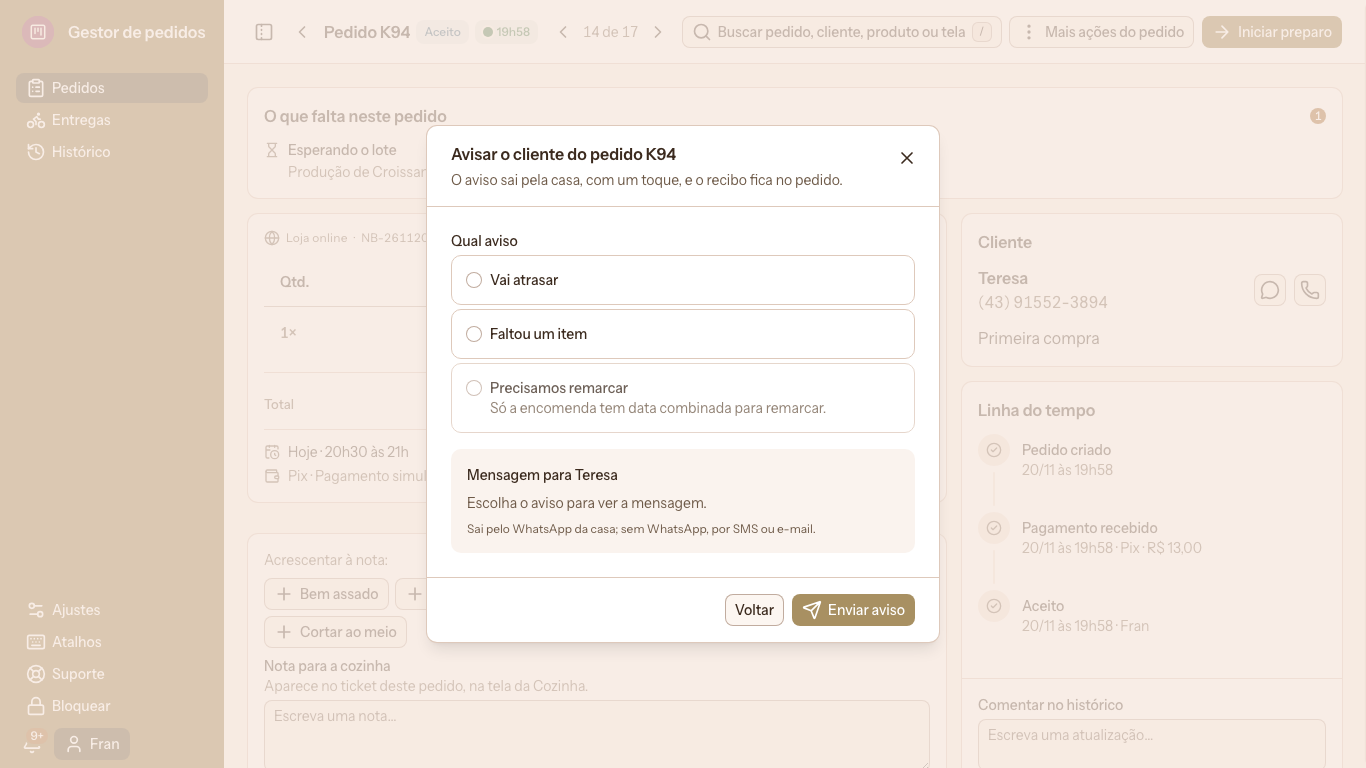 Gestor de pedidos
Pedidos
Entregas
Histórico
Ajustes
Atalhos
Suporte
Bloquear
9+
Fran
Pedido K94
Aceito
19h58
14 de 17
Buscar pedido, cliente, produto ou tela
/
Mais ações do pedido
Iniciar preparo
O que falta neste pedido
1
Esperando o lote
Produção de Croissan
Loja online · NB-261120
Qtd.
1×
Total
Hoje · 20h30 às 21h
Pix · Pagamento simul
Acrescentar à nota:
Bem assado
Cortar ao meio
Nota para a cozinha
Aparece no ticket deste pedido, na tela da Cozinha.
Escreva uma nota...
Avisar o cliente do pedido K94
O aviso sai pela casa, com um toque, e o recibo fica no pedido.
Qual aviso
Vai atrasar
Faltou um item
Precisamos remarcar
Só a encomenda tem data combinada para remarcar.
Mensagem para Teresa
Escolha o aviso para ver a mensagem.
Sai pelo WhatsApp da casa; sem WhatsApp, por SMS ou e-mail.
Voltar
Enviar aviso
Cliente
Teresa
(43) 91552-3894
Primeira compra
Linha do tempo
Pedido criado
20/11 às 19h58
Pagamento recebido
20/11 às 19h58 · Pix · R$ 13,00
Aceito
20/11 às 19h58 · Fran
Comentar no histórico
Escreva uma atualização...